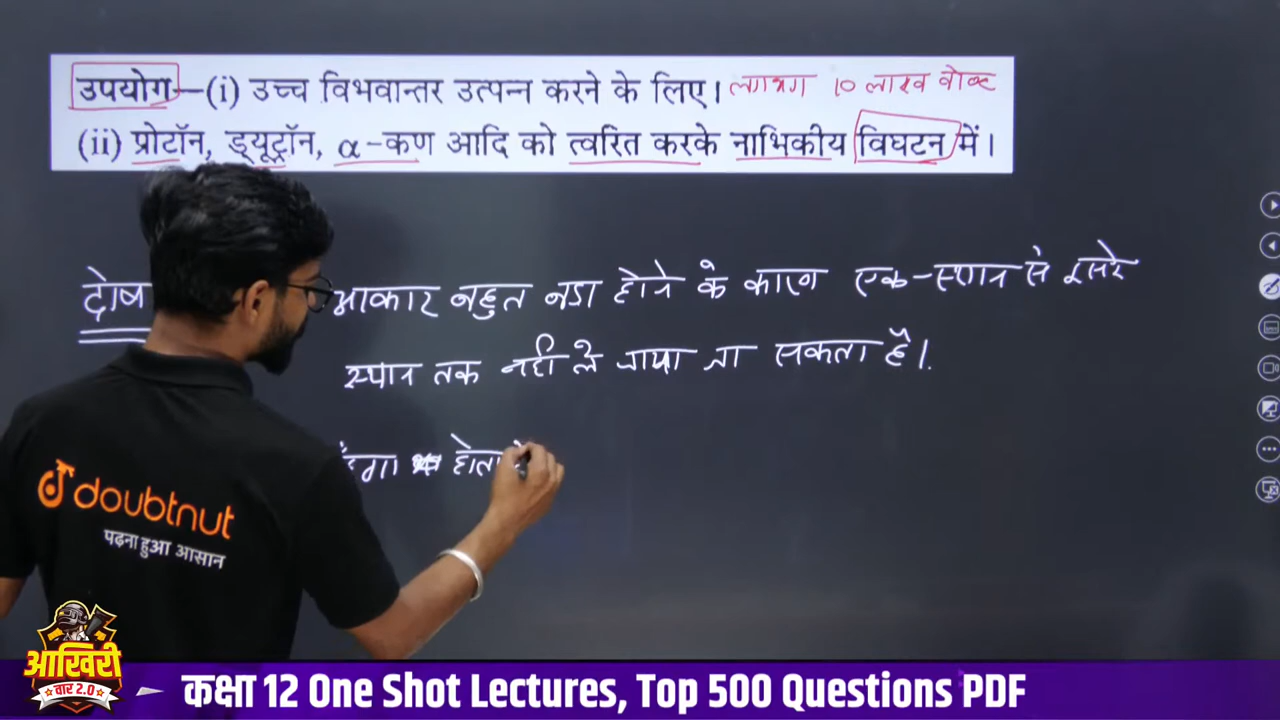 उपयोग—(i) उच्च विभवान्तर उत्पन्न करने के लिए। लगभग 10 लाख वोल्ट
(ii) प्रोटॉन, ड्यूट्रॉन, α-कण आदि को त्वरित करके नाभिकीय विघटन में।
आकार बहुत बडा होने के कारण एक-स्थान से दूसरे
स्थान तक नहीं ले जाया जा सकता है।
होता
doubtnut
पढ़ना हुआ आसान
आखिरी
वार 2.0
कक्षा 12 One Shot Lectures, Top 500 Questions PDF